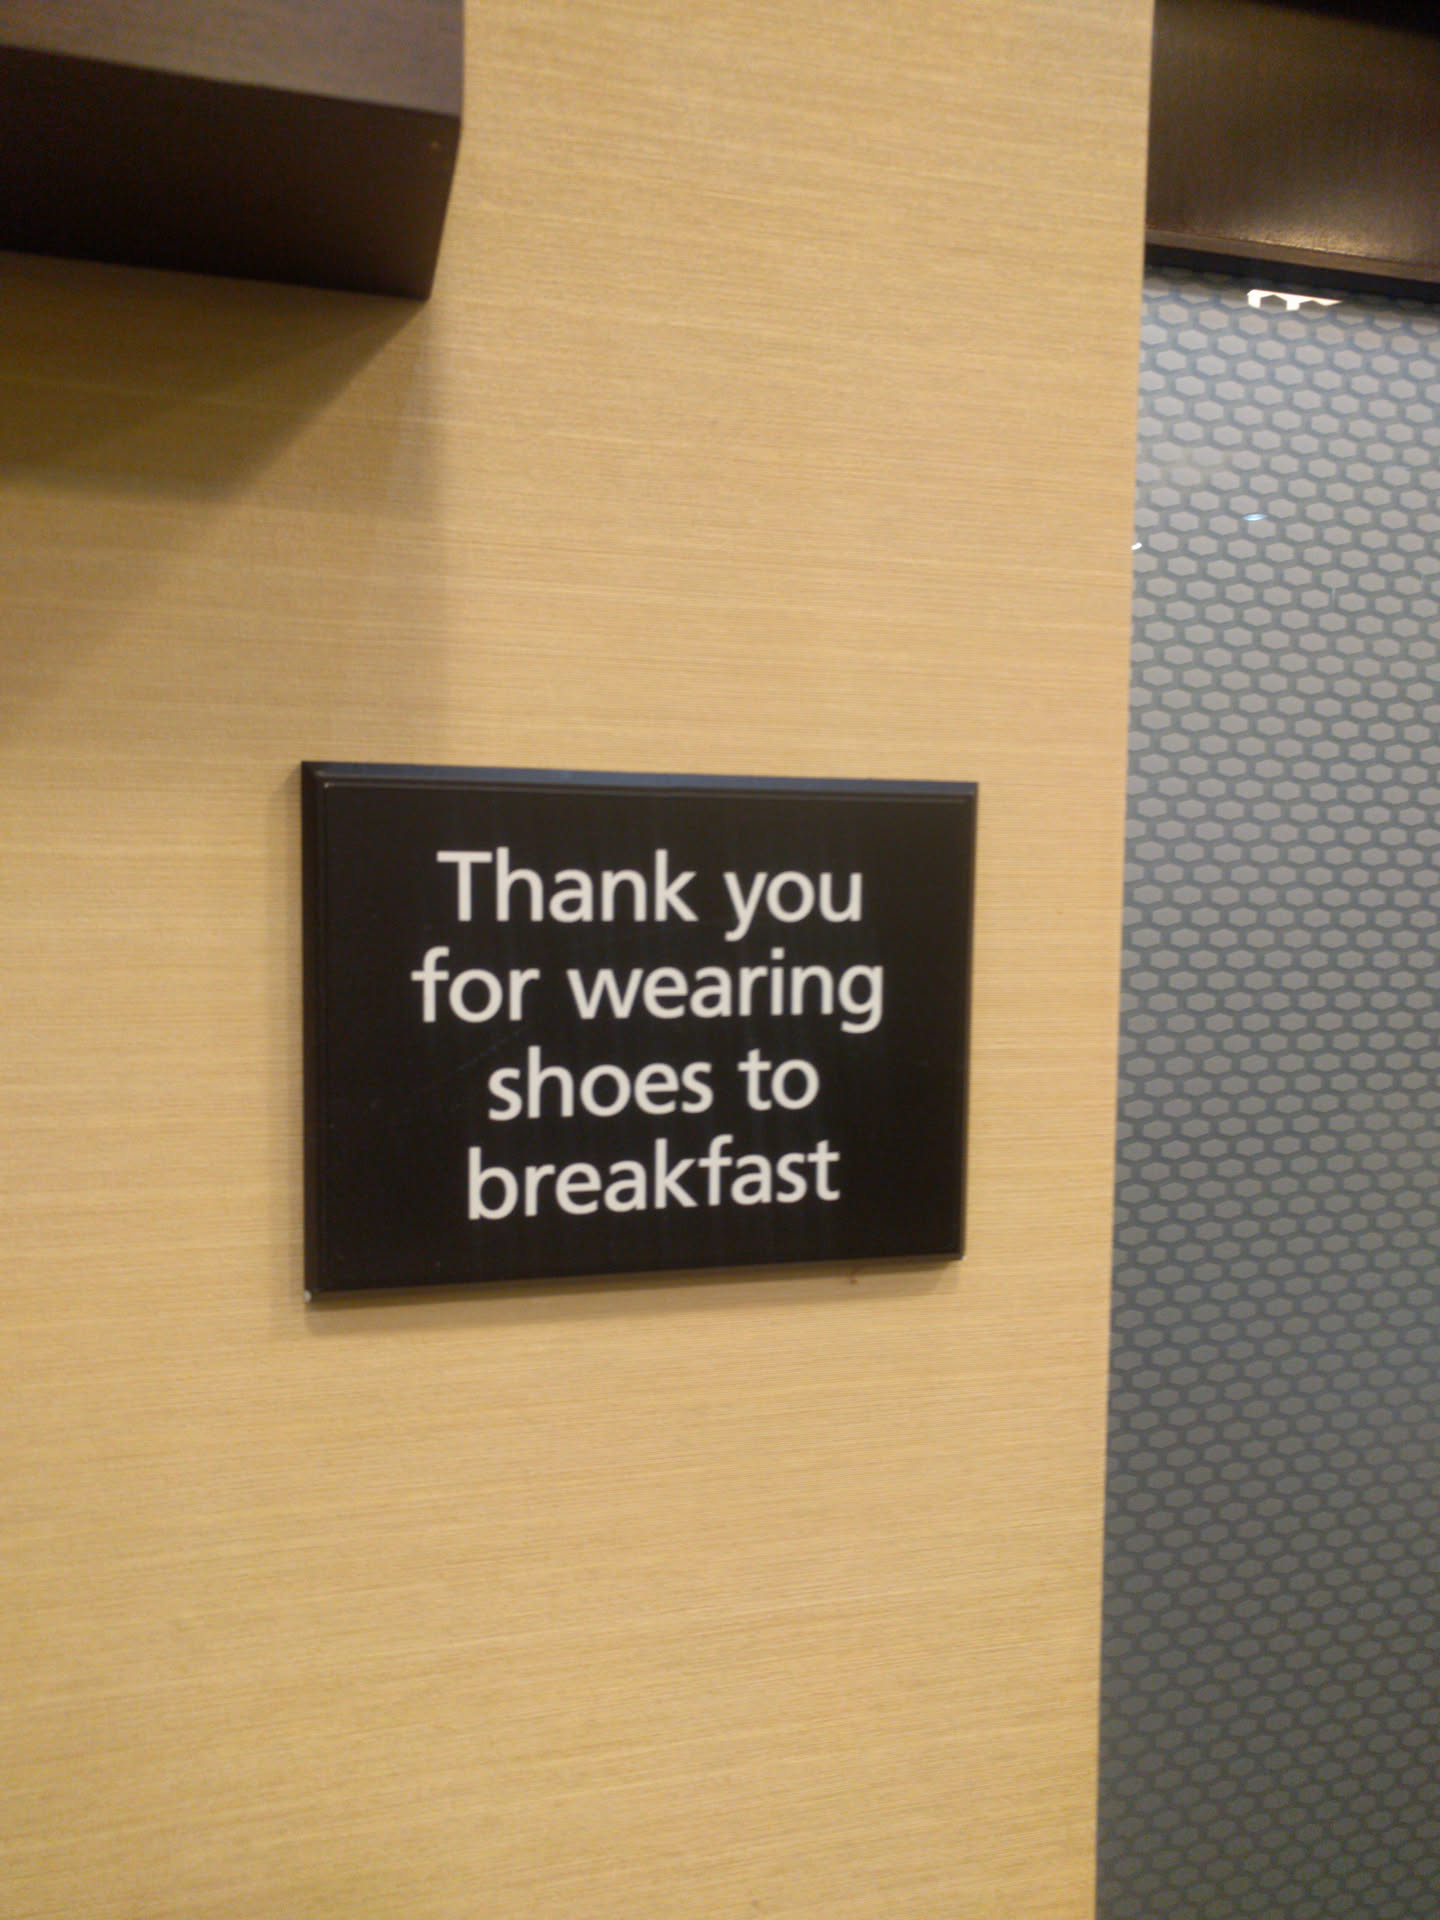 Thank you
for wearing
shoes to
breakfast